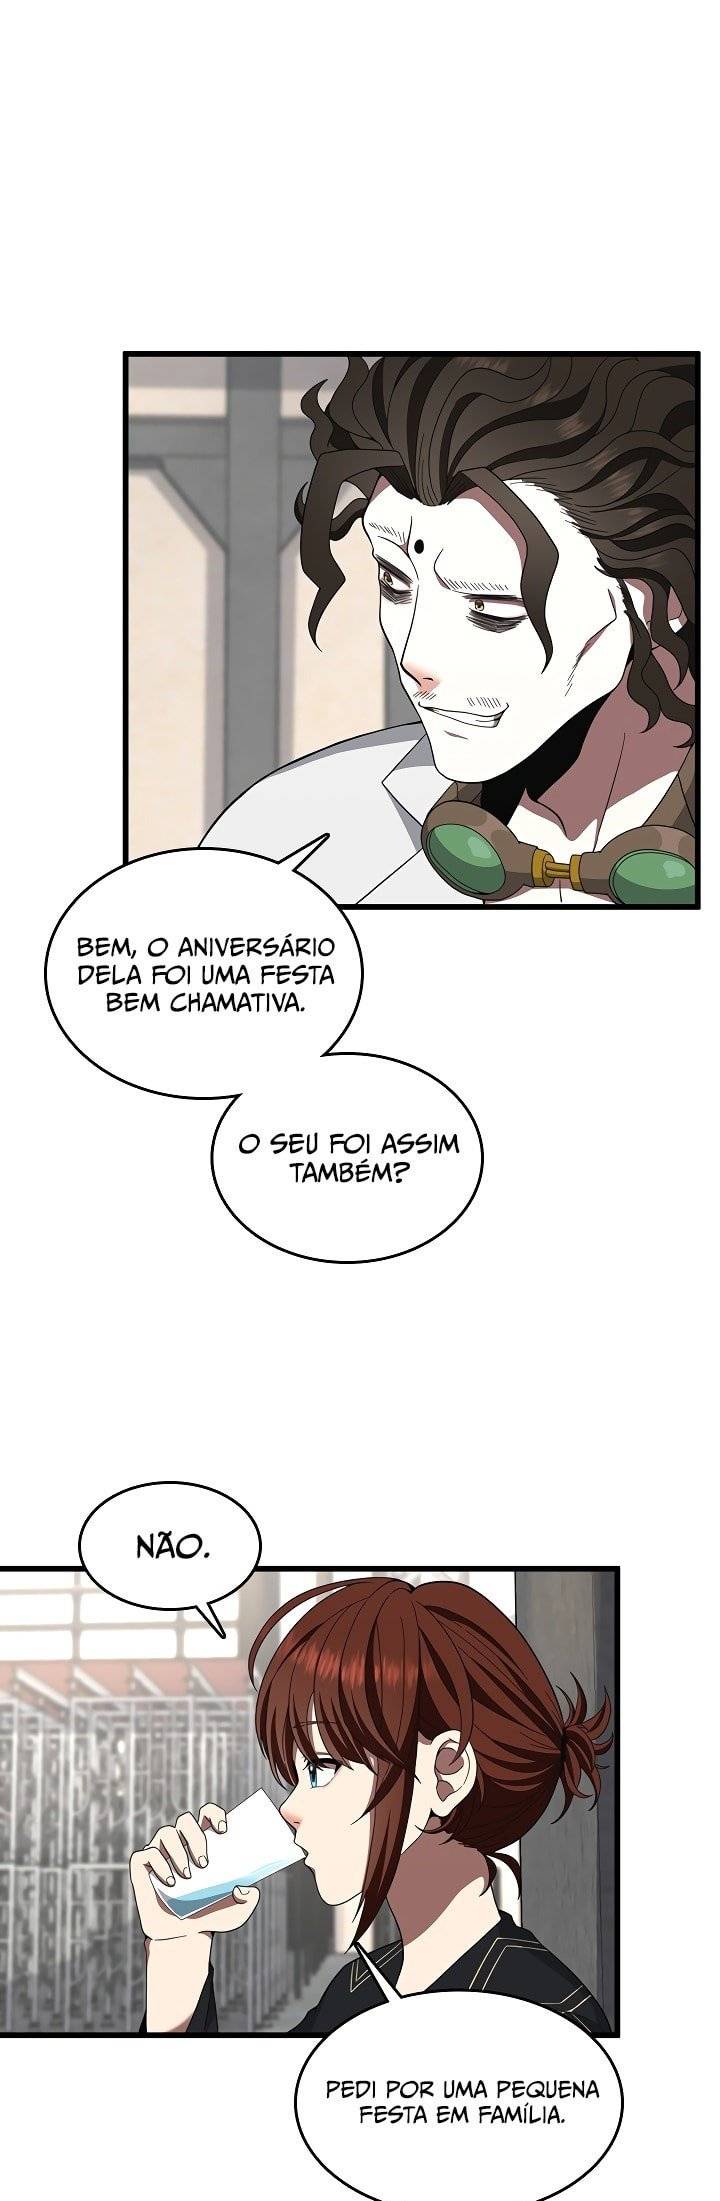 BEM, O ANIVERSÁRIO
DELA FOI UMA FESTA
BEM CHAMATIVA.
O SEU FOI ASSIM
TAMBÉM?
NÃO.
PEDI POR UMA PEQUENA
FESTA EM FAMÍLIA.